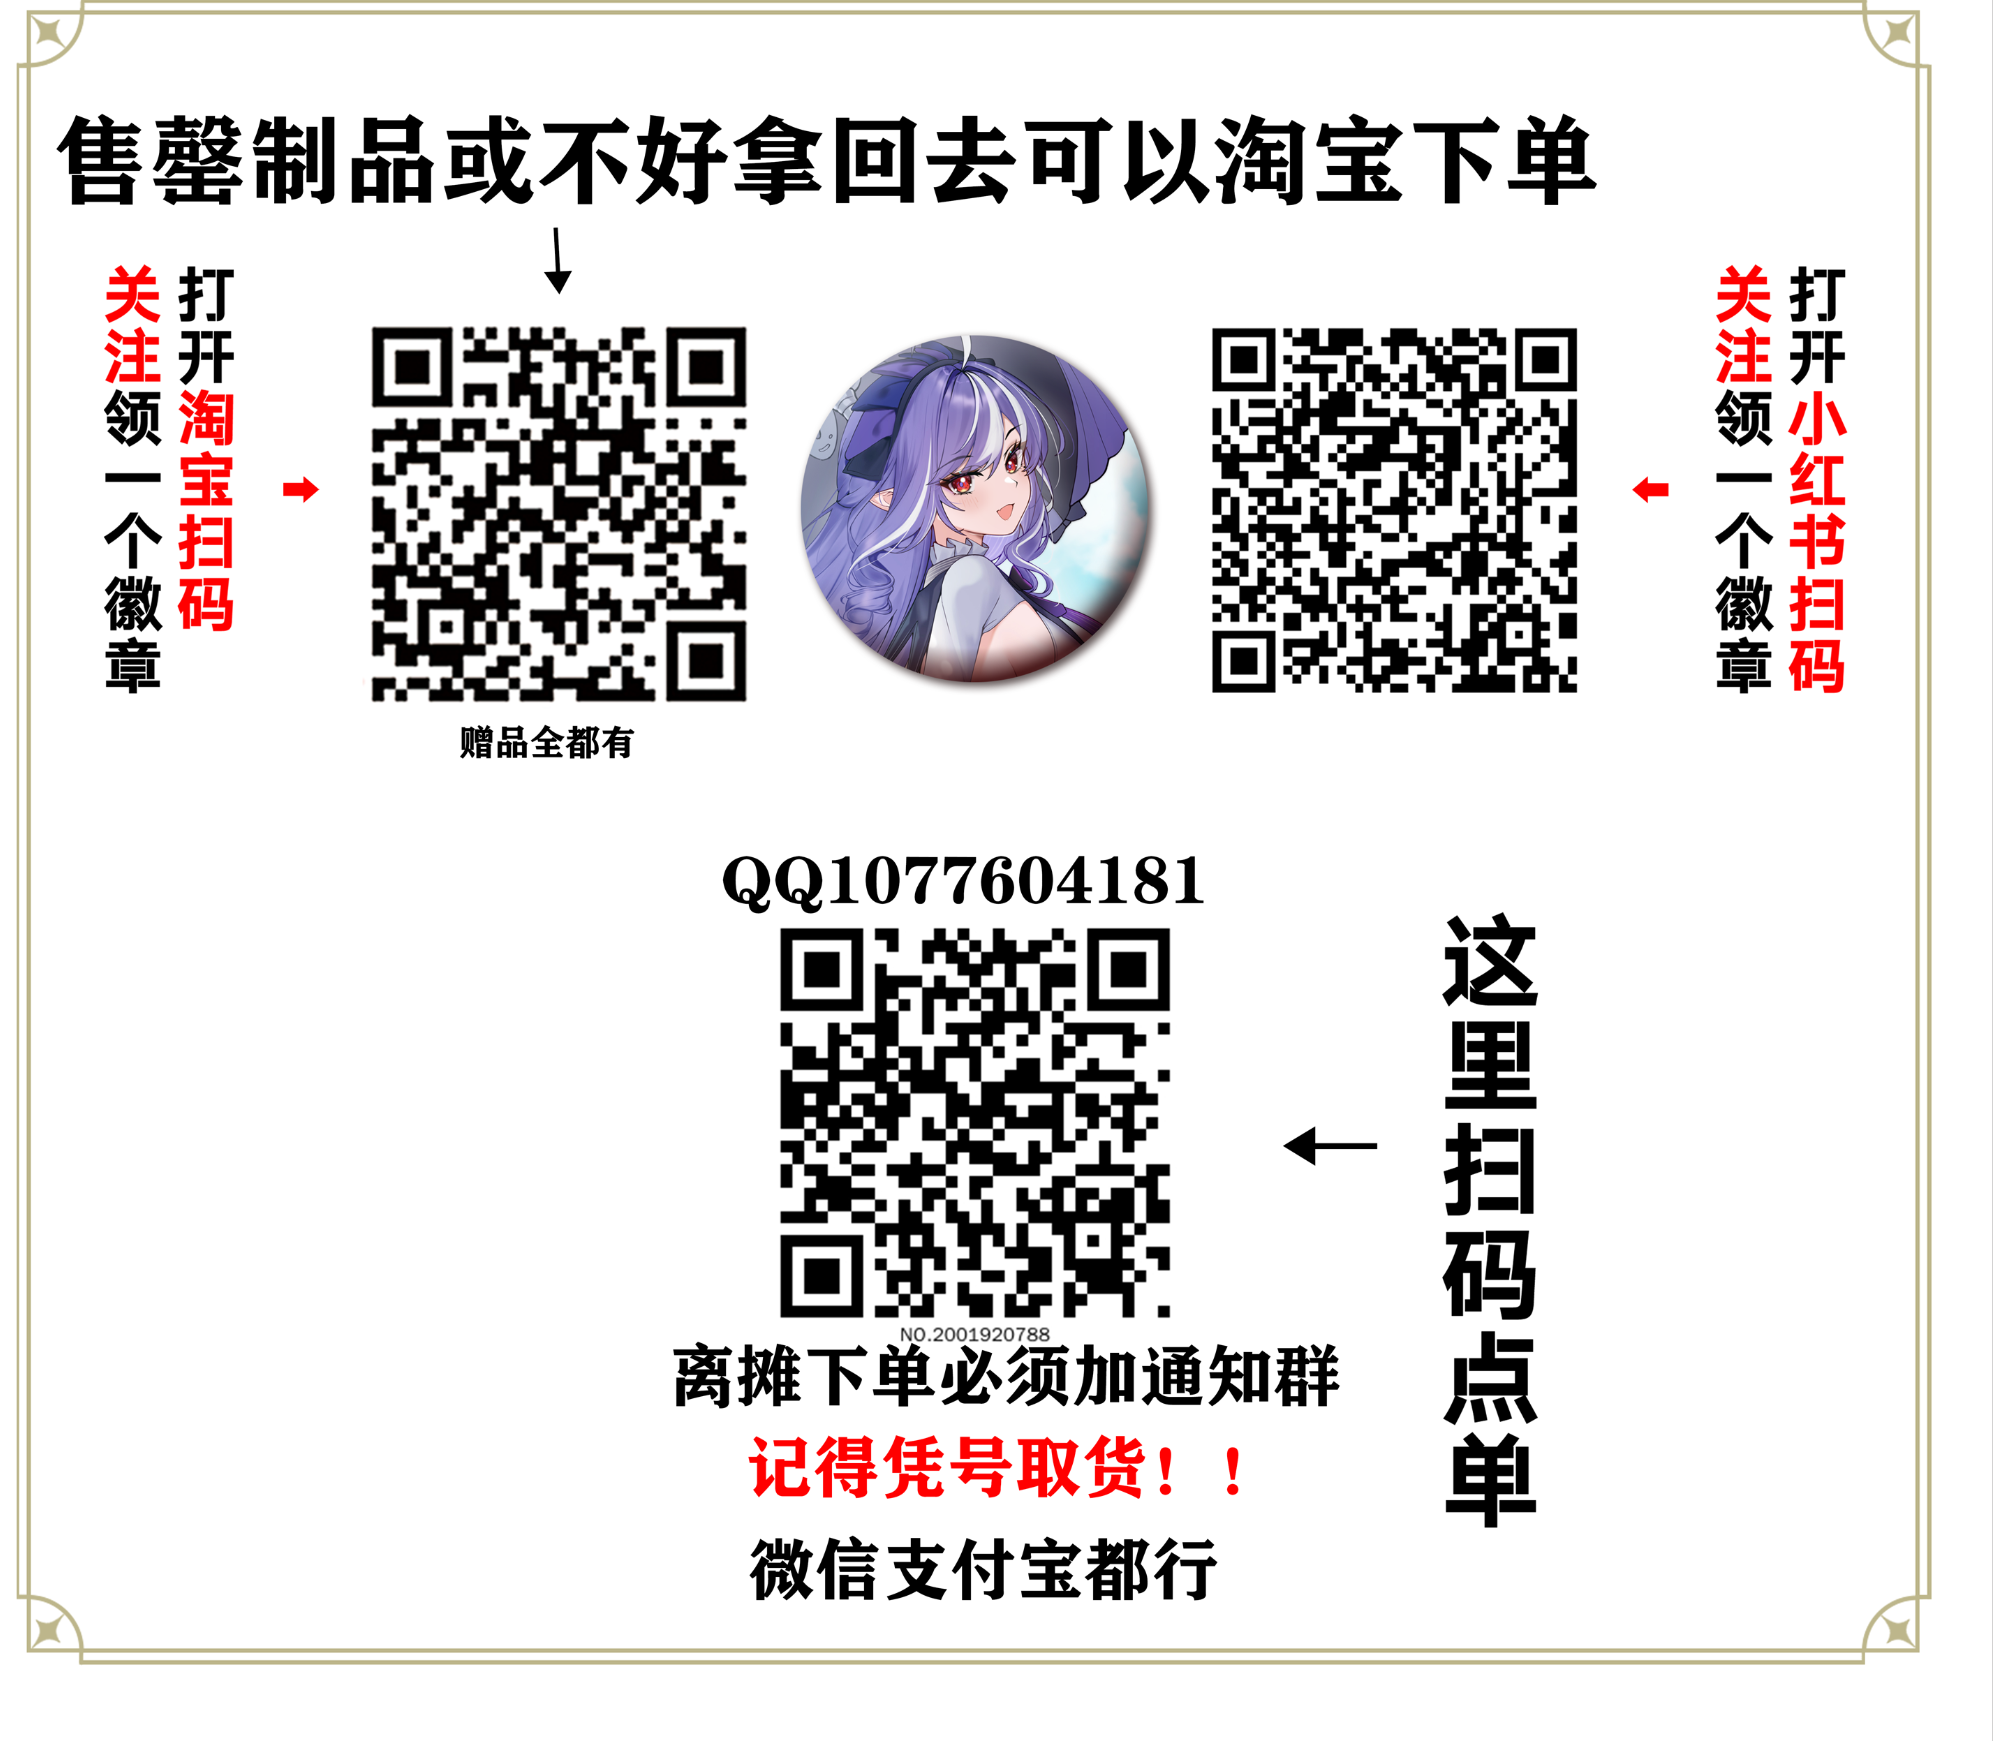 售罄制品或不好拿回去可以淘宝下单
打开淘宝扫码
关注领一个徽章
打开小红书扫码
关注领一个徽章
赠品全都有
QQ1077604181
这里扫码点单
NO.2001920788
离摊下单必须加通知群
记得凭号取货！！
微信支付宝都行